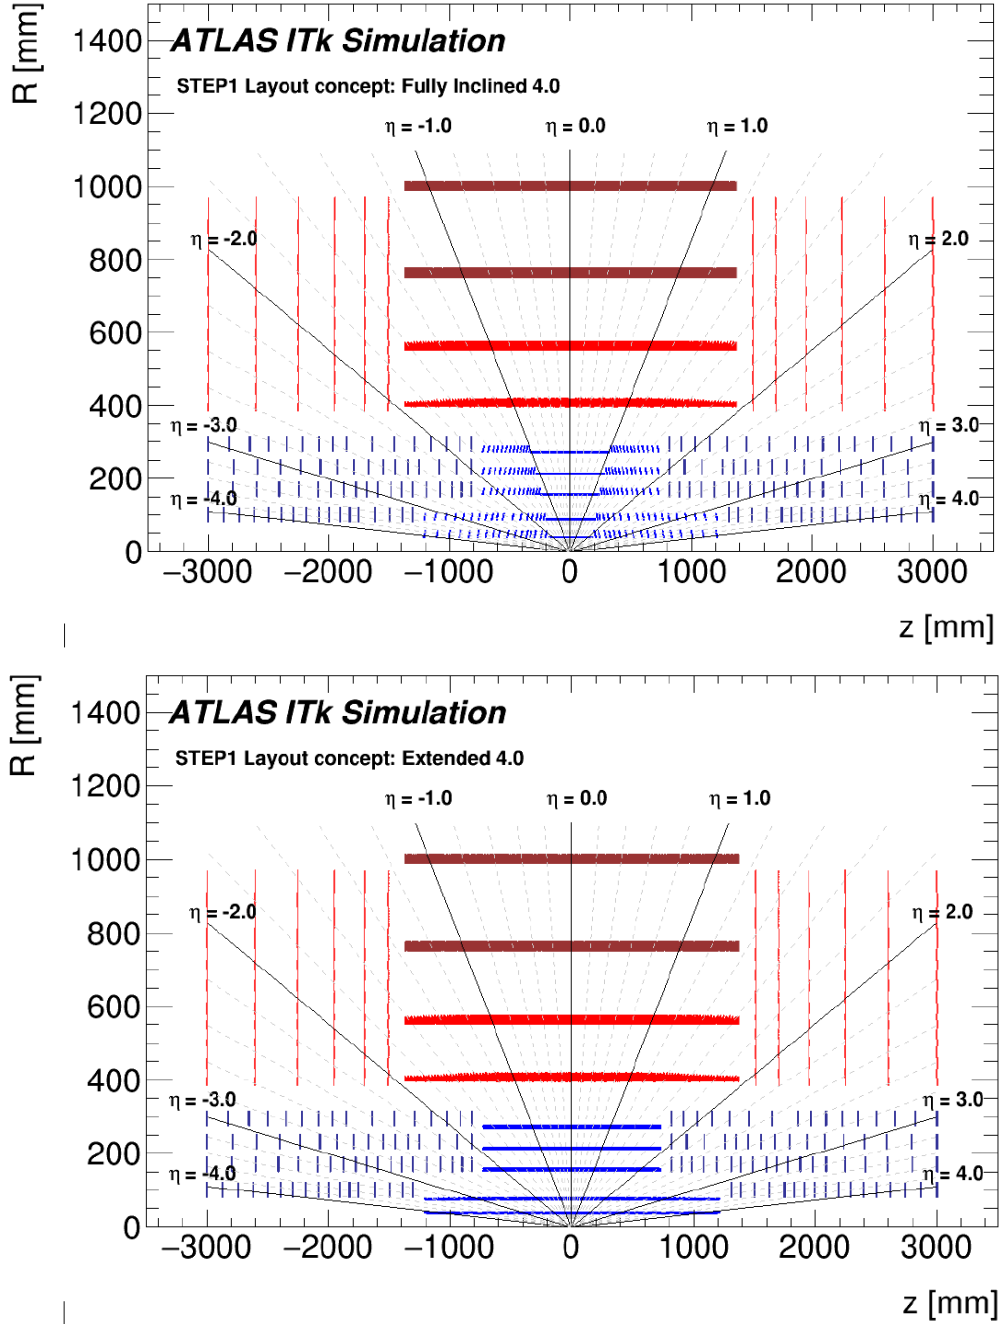 R [mm]
1400
ATLAS ITk Simulation
STEP1 Layout concept: Fully Inclined 4.0
1200
η = -1.0 η = 0.0 η = 1.0
1000
η = -2.0 η = 2.0
800
600
400
η = -3.0 η = 3.0
200
η = -4.0 η = 4.0
0
−3000 −2000 −1000 0 1000 2000 3000
z [mm]
R [mm]
1400
ATLAS ITk Simulation
STEP1 Layout concept: Extended 4.0
1200
η = -1.0 η = 0.0 η = 1.0
1000
η = -2.0 η = 2.0
800
600
400
η = -3.0 η = 3.0
200
η = -4.0 η = 4.0
0
−3000 −2000 −1000 0 1000 2000 3000
z [mm]